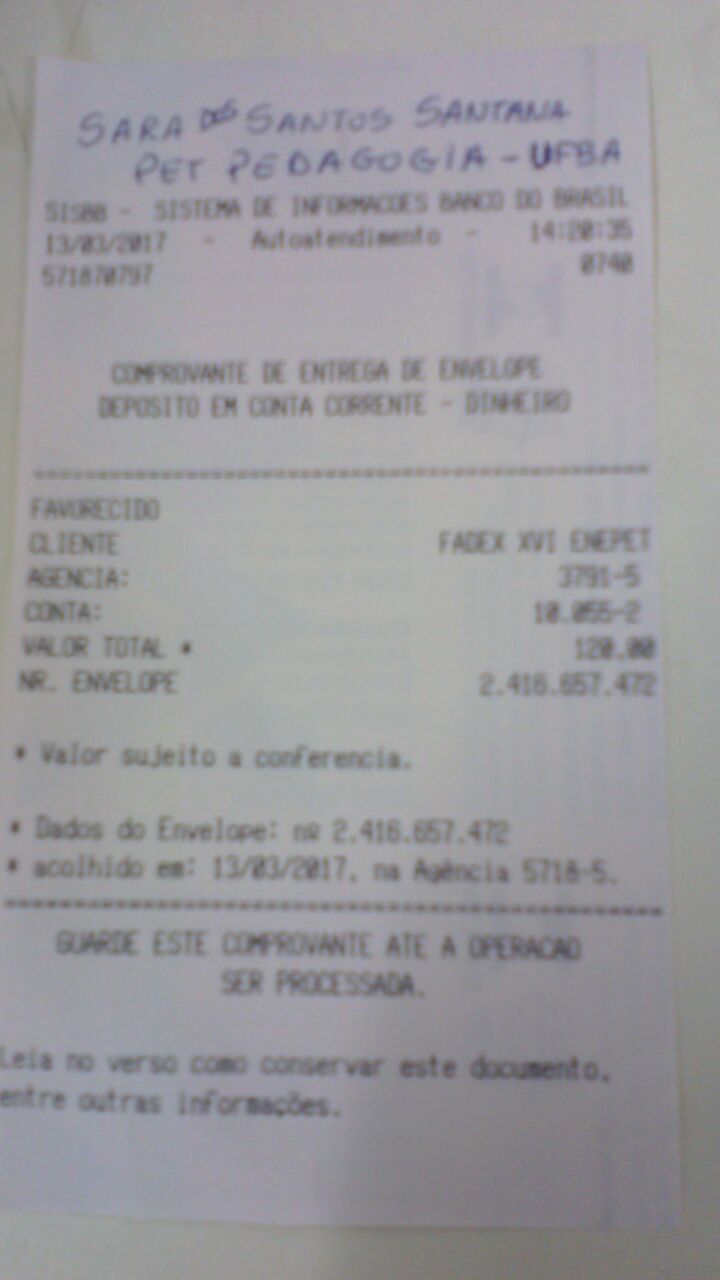 SARA DOS SANTOS SANTANA
PET PEDAGOGIA - UFBA
SISBB - SISTEMA DE INFORMACOES BANCO DO BRASIL
13/03/2017 - Autoatendimento - 14:20:35
571870797 0740
COMPROVANTE DE ENTREGA DE ENVELOPE
DEPOSITO EM CONTA CORRENTE - DINHEIRO
FAVORECIDO
CLIENTE FADEX XVI ENEPET
AGENCIA: 3791-5
CONTA: 10.055-2
VALOR TOTAL * 120,00
NR. ENVELOPE 2.416.657.472
* Valor sujeito a conferencia.
* Dados do Envelope: nº 2.416.657.472
* acolhido em: 13/03/2017, na Agência 5718-5.
GUARDE ESTE COMPROVANTE ATE A OPERACAO
SER PROCESSADA.
Leia no verso como conservar este documento,
entre outras informações.